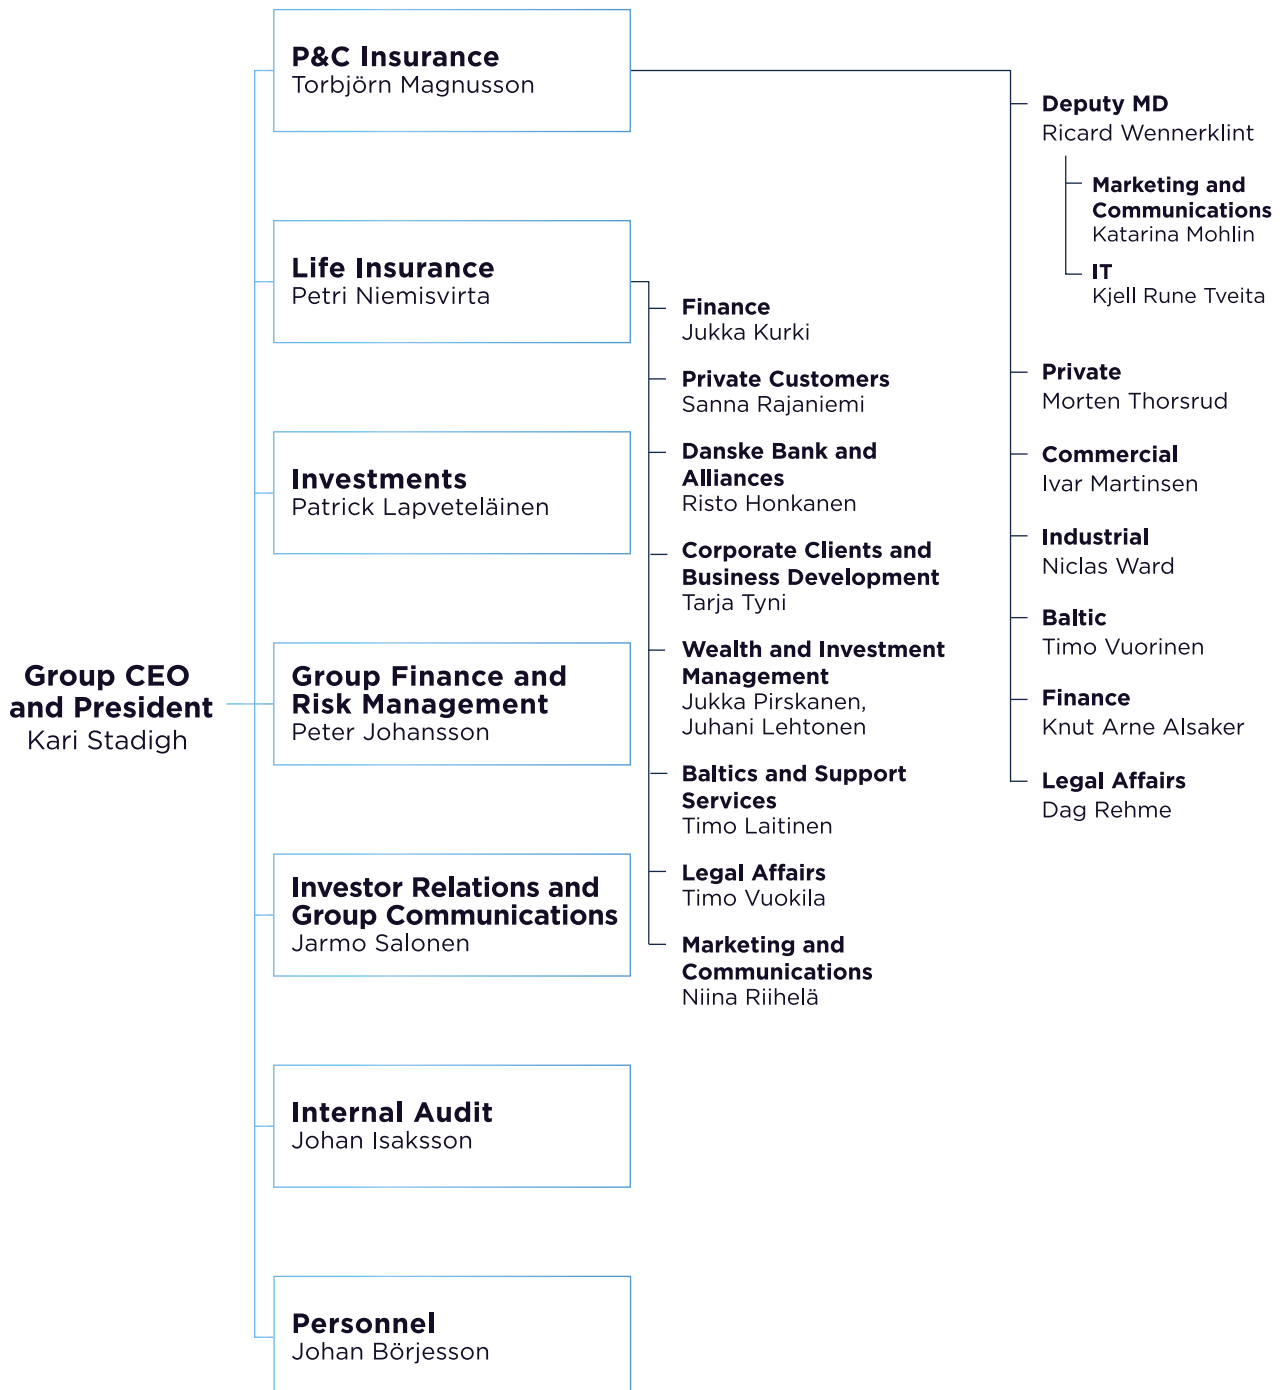 Group CEO
and President
Kari Stadigh
P&C Insurance
Torbjörn Magnusson
Life Insurance
Petri Niemisvirta
Investments
Patrick Lapveteläinen
Group Finance and
Risk Management
Peter Johansson
Investor Relations and
Group Communications
Jarmo Salonen
Internal Audit
Johan Isaksson
Personnel
Johan Börjesson
Finance
Jukka Kurki
Private Customers
Sanna Rajaniemi
Danske Bank and
Alliances
Risto Honkanen
Corporate Clients and
Business Development
Tarja Tyni
Wealth and Investment
Management
Jukka Pirskanen,
Juhani Lehtonen
Baltics and Support
Services
Timo Laitinen
Legal Affairs
Timo Vuokila
Marketing and
Communications
Niina Riihelä
Deputy MD
Ricard Wennerklint
Marketing and
Communications
Katarina Mohlin
IT
Kjell Rune Tveita
Private
Morten Thorsrud
Commercial
Ivar Martinsen
Industrial
Niclas Ward
Baltic
Timo Vuorinen
Finance
Knut Arne Alsaker
Legal Affairs
Dag Rehme